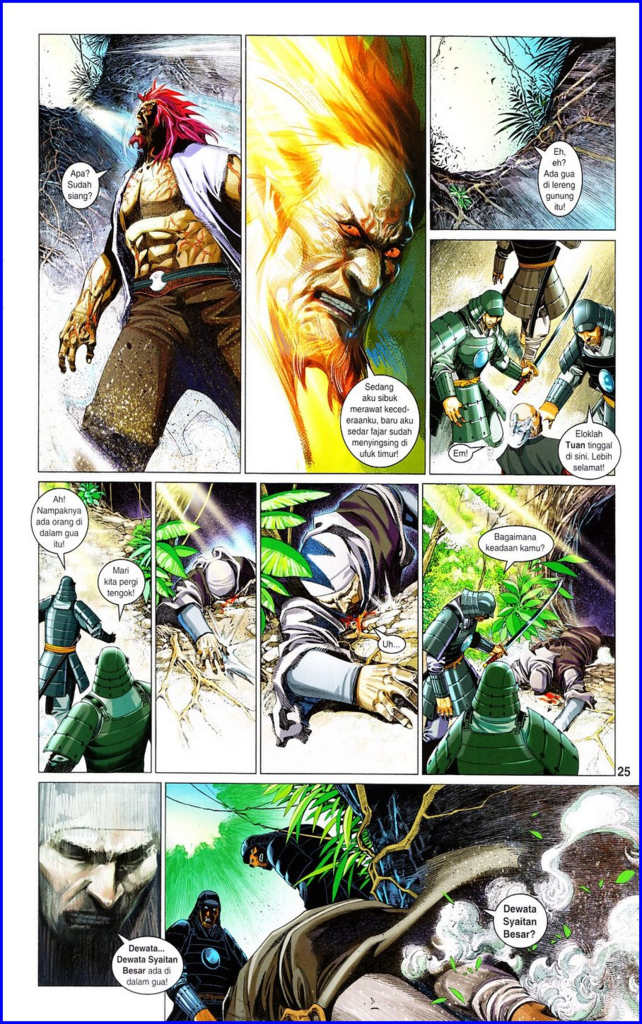 Apa?
Sudah
siang?
Sedang
aku sibuk
merawat keced-
eraanku, baru aku
sedar fajar sudah
menyingsing di
ufuk timur!
Eh,
eh?
Ada gua
di lereng
gunung
itu!
Em!
Eloklah
Tuan tinggal
di sini. Lebih
selamat!
Ah!
Nampaknya
ada orang di
dalam gua
itu!
Mari
kita pergi
tengok!
Uh...
Bagaimana
keadaan kamu?
25
Dewata...
Dewata Syaitan
Besar ada di
dalam gua!
Dewata
Syaitan
Besar?